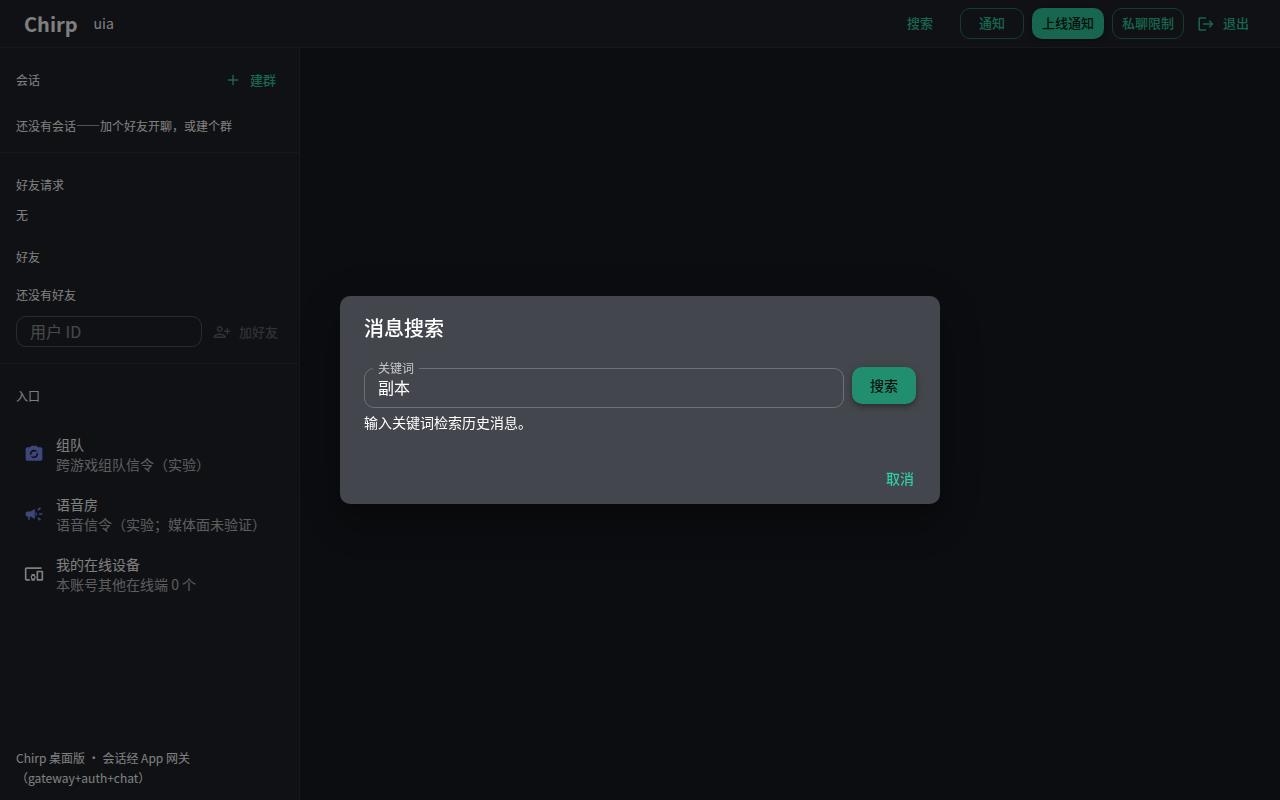 Chirp uia 搜索 通知 上线通知 私聊限制 退出
会话 建群
还没有会话——加个好友开聊，或建个群
好友请求
无
好友
还没有好友
用户 ID 加好友
入口
组队
跨游戏组队信令（实验）
语音房
语音信令（实验；媒体面未验证）
我的在线设备
本账号其他在线端 0 个
Chirp 桌面版 · 会话经 App 网关
（gateway+auth+chat）
消息搜索
关键词
副本 搜索
输入关键词检索历史消息。
取消